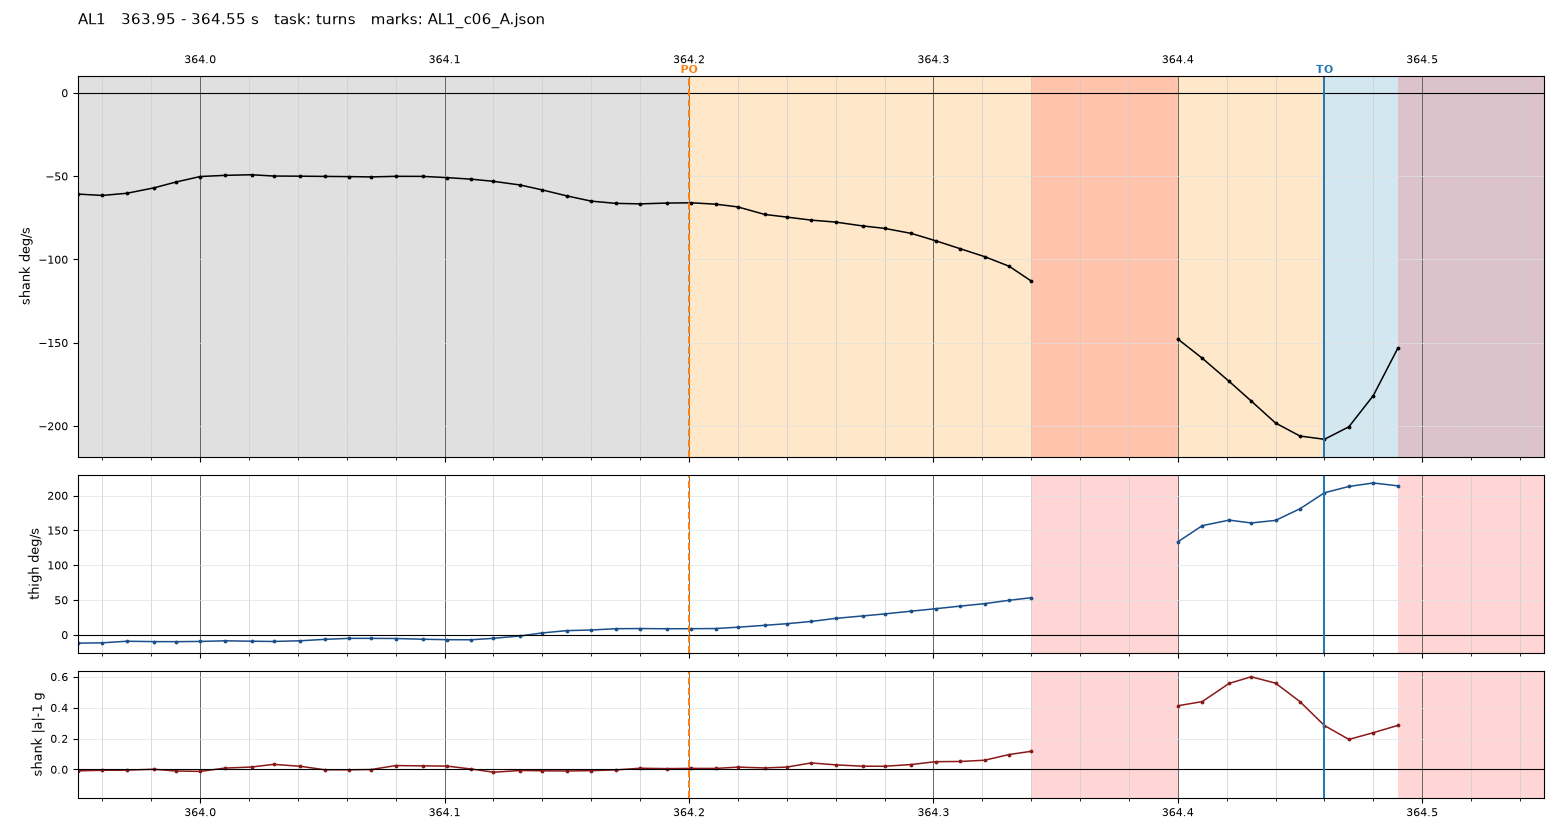 AL1   363.95 - 364.55 s   task: turns   marks: AL1_c06_A.json
364.0 364.1 364.2 364.3 364.4 364.5
PO TO
shank deg/s
0
−50
−100
−150
−200
thigh deg/s
200
150
100
50
0
shank |a|-1 g
0.6
0.4
0.2
0.0
364.0 364.1 364.2 364.3 364.4 364.5